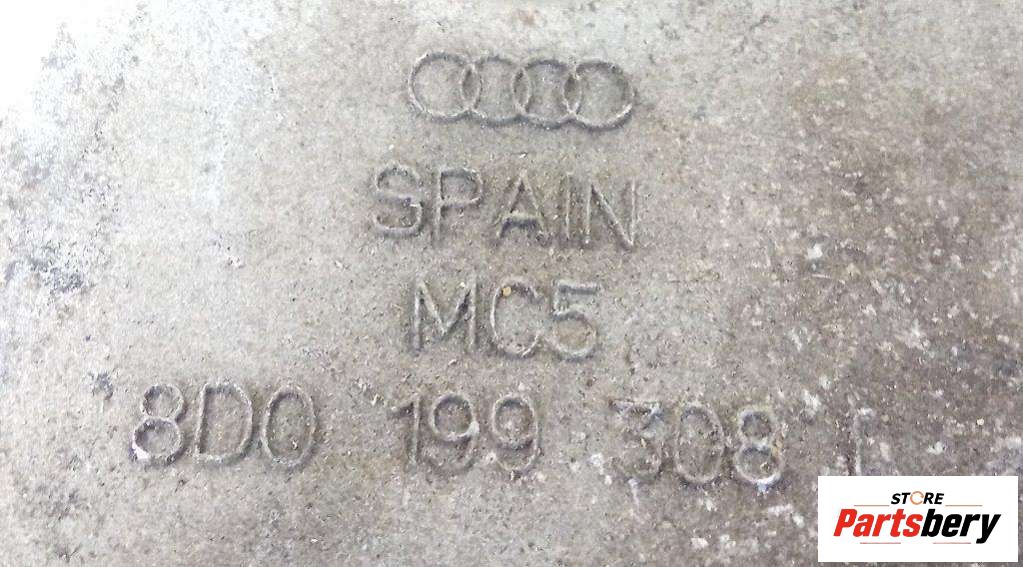 SPAIN
MC5
8D0 199 308
STORE
Partsbery